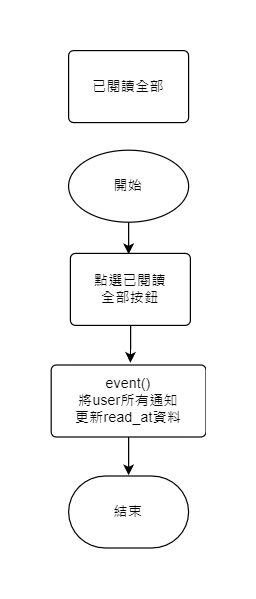 已閱讀全部
開始
點選已閱讀
全部按鈕
event()
將user所有通知
更新read_at資料
結束